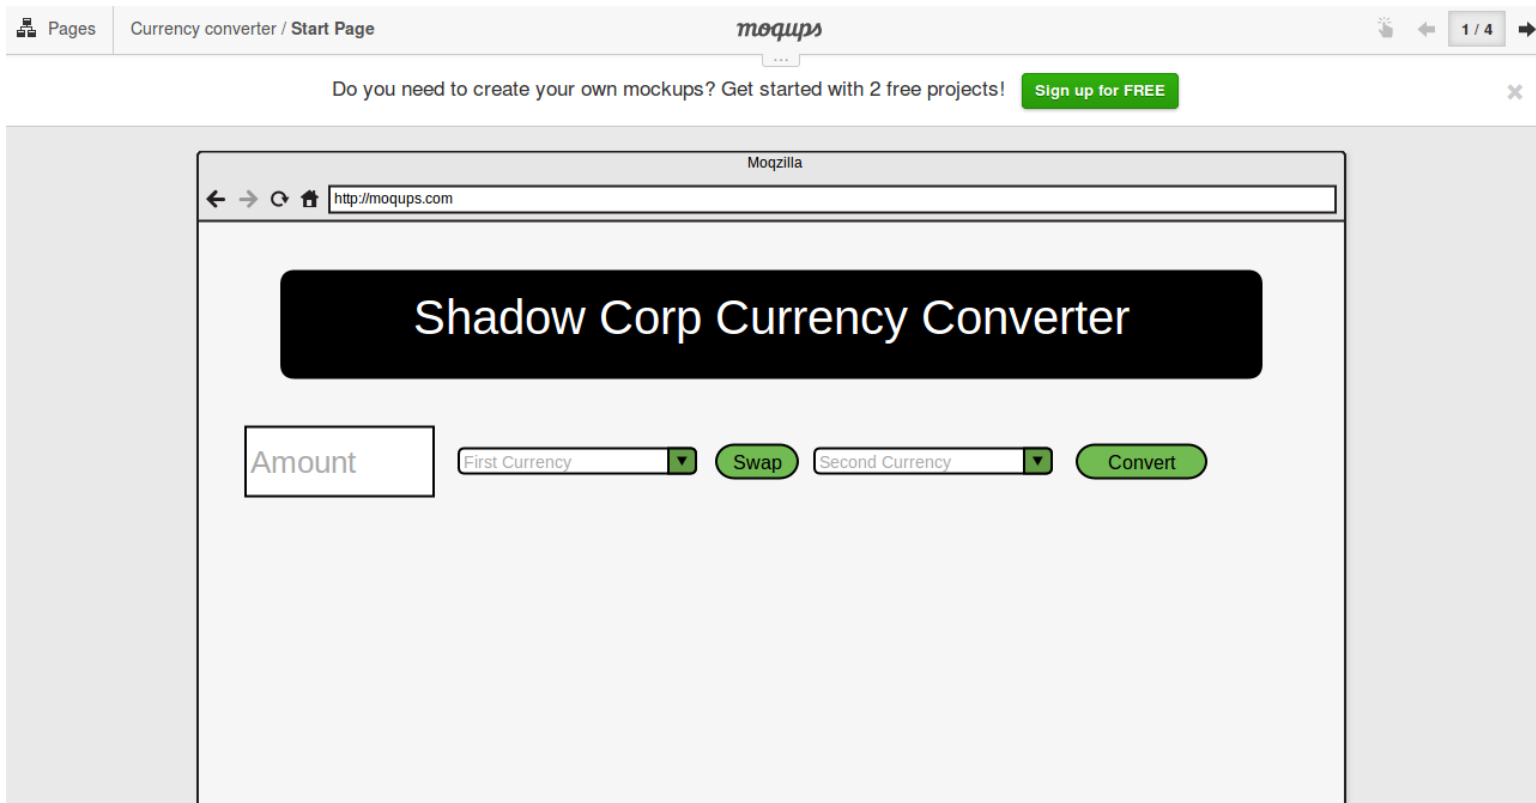 Pages
Currency converter / Start Page
moqups
1 / 4
...
Do you need to create your own mockups? Get started with 2 free projects!
Sign up for FREE
Moqzilla
http://moqups.com
Shadow Corp Currency Converter
Amount
First Currency
Swap
Second Currency
Convert